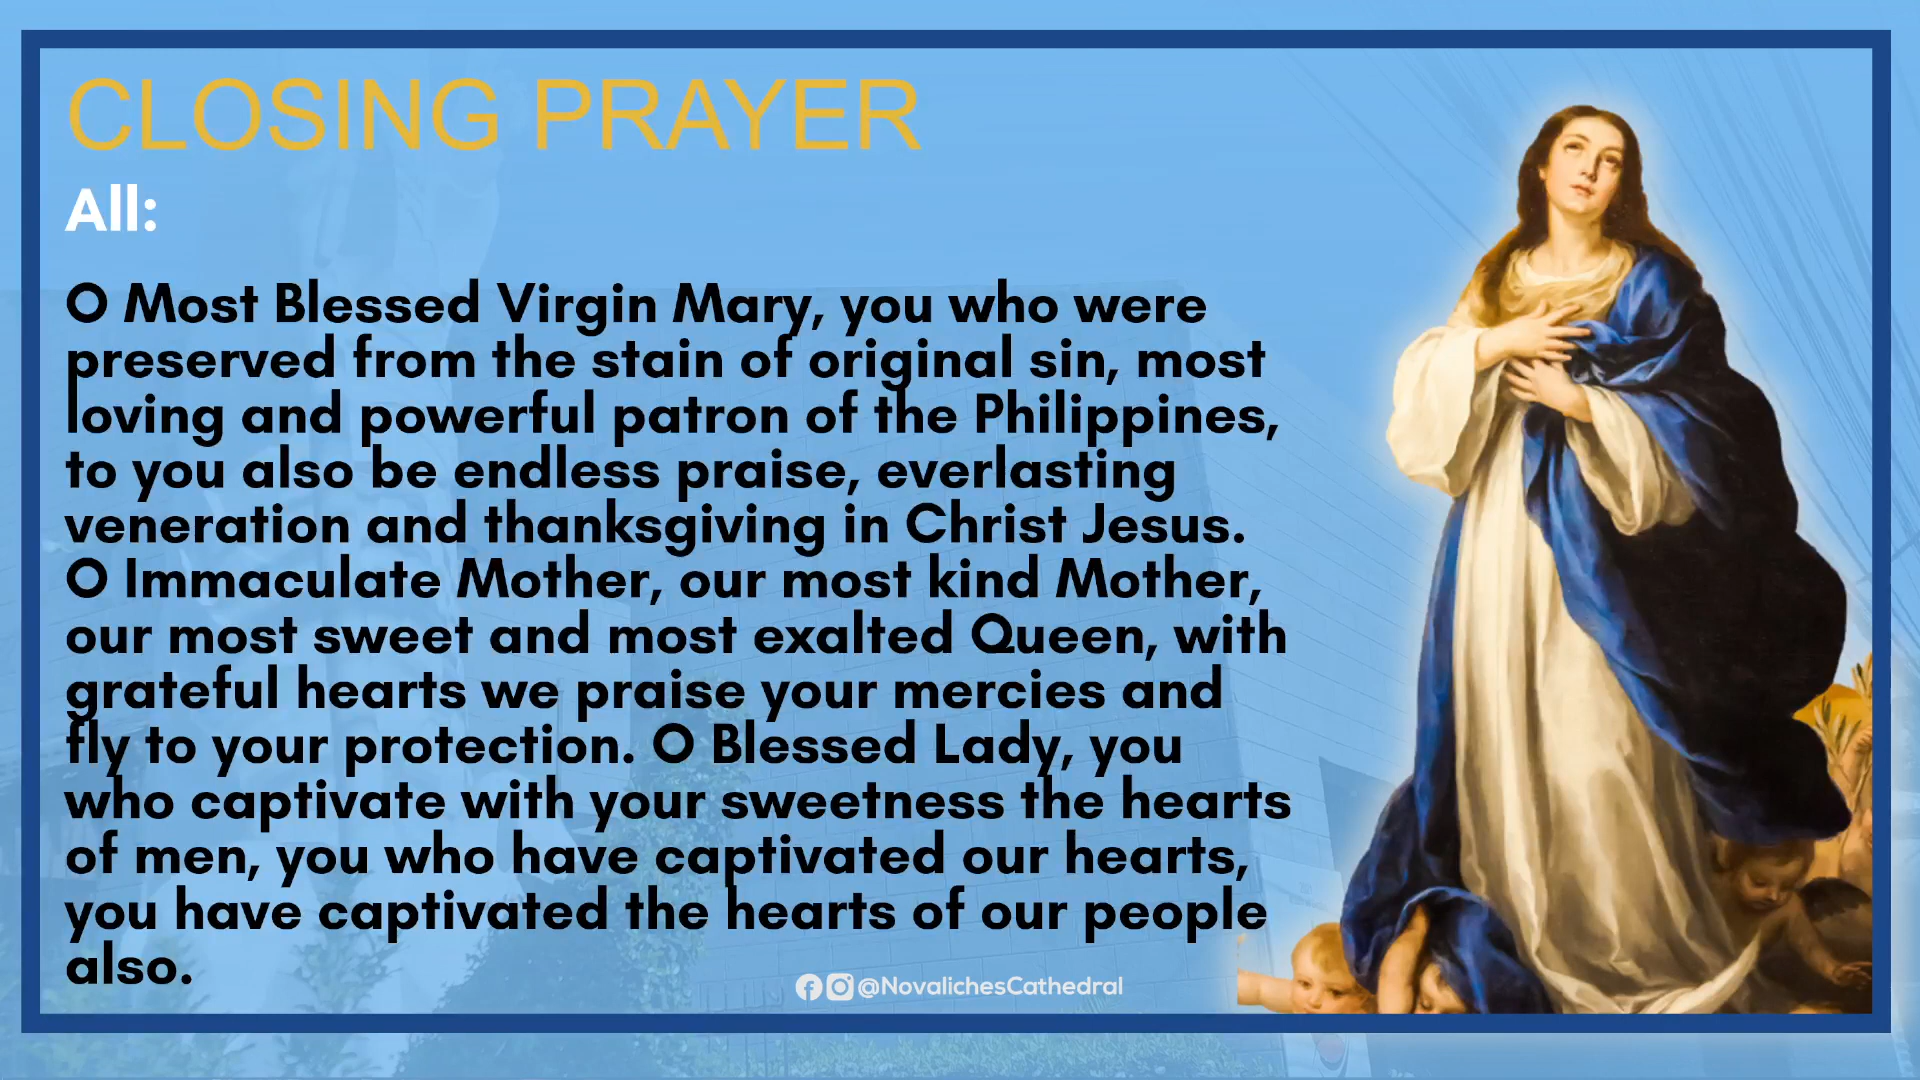 CLOSING PRAYER
All:
O Most Blessed Virgin Mary, you who were
preserved from the stain of original sin, most
loving and powerful patron of the Philippines,
to you also be endless praise, everlasting
veneration and thanksgiving in Christ Jesus.
O Immaculate Mother, our most kind Mother,
our most sweet and most exalted Queen, with
grateful hearts we praise your mercies and
fly to your protection. O Blessed Lady, you
who captivate with your sweetness the hearts
of men, you who have captivated our hearts,
you have captivated the hearts of our people
also.
@NovalichesCathedral